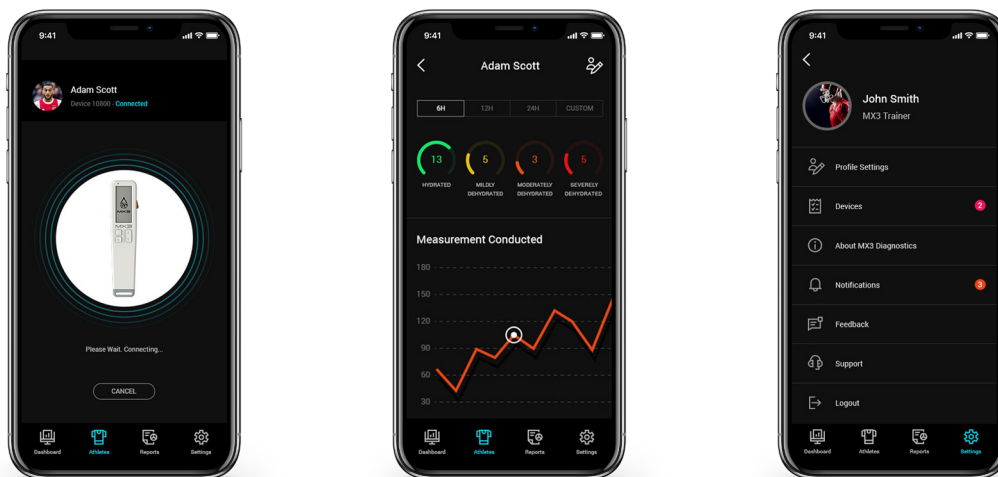 9:41
Adam Scott
Device 10800 - Connected
MX3
MX3
Please Wait. Connecting...
CANCEL
Dashboard Athletes Reports Settings
9:41
Adam Scott
6H 12H 24H CUSTOM
13 5 3 5
HYDRATED MILDLY MODERATELY SEVERELY
DEHYDRATED DEHYDRATED DEHYDRATED
Measurement Conducted
180
150
120
90
60
30
Dashboard Athletes Reports Settings
9:41
John Smith
MX3 Trainer
Profile Settings
Devices 2
About MX3 Diagnostics
Notifications 3
Feedback
Support
Logout
Dashboard Athletes Reports Settings